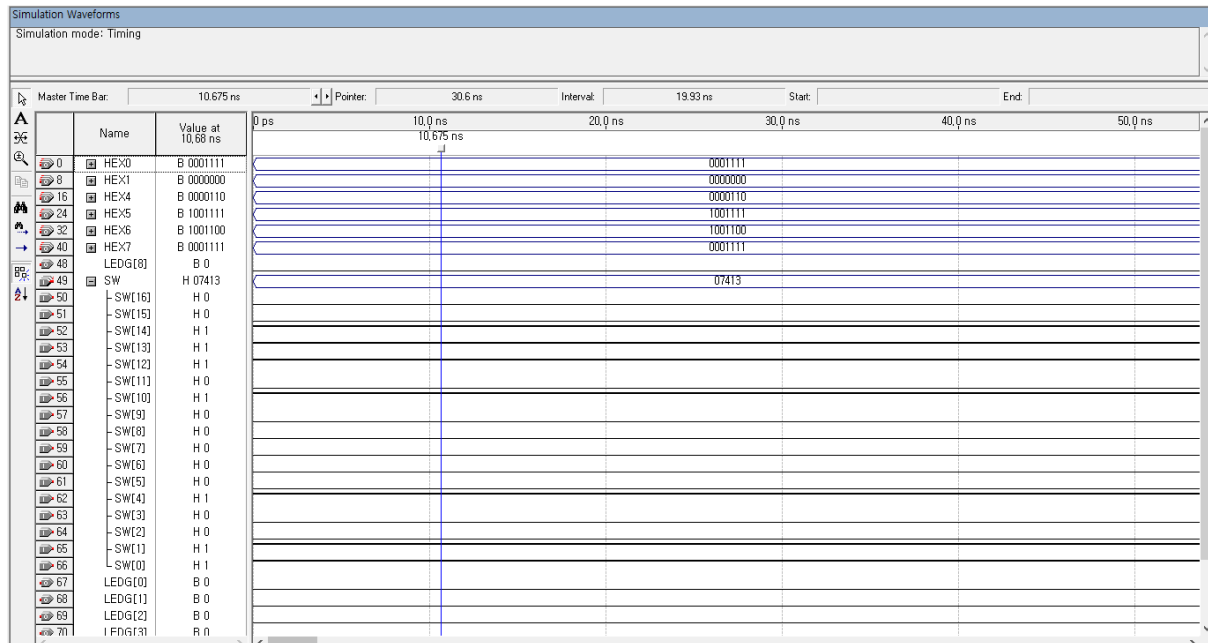 Simulation Waveforms
Simulation mode: Timing
Master Time Bar: 10.675 ns Pointer: 30.6 ns Interval: 19.93 ns Start: End:
Name Value at 10,68 ns 0 ps 10,0 ns 20,0 ns 30,0 ns 40,0 ns 50,0 ns
10,675 ns
0 HEX0 B 0001111 0001111
8 HEX1 B 0000000 0000000
16 HEX4 B 0000110 0000110
24 HEX5 B 1001111 1001111
32 HEX6 B 1001100 1001100
40 HEX7 B 0001111 0001111
48 LEDG[8] B 0
49 SW H 07413 07413
50 SW[16] H 0
51 SW[15] H 0
52 SW[14] H 1
53 SW[13] H 1
54 SW[12] H 1
55 SW[11] H 0
56 SW[10] H 1
57 SW[9] H 0
58 SW[8] H 0
59 SW[7] H 0
60 SW[6] H 0
61 SW[5] H 0
62 SW[4] H 1
63 SW[3] H 0
64 SW[2] H 0
65 SW[1] H 1
66 SW[0] H 1
67 LEDG[0] B 0
68 LEDG[1] B 0
69 LEDG[2] B 0
70 LEDG[3] B 0